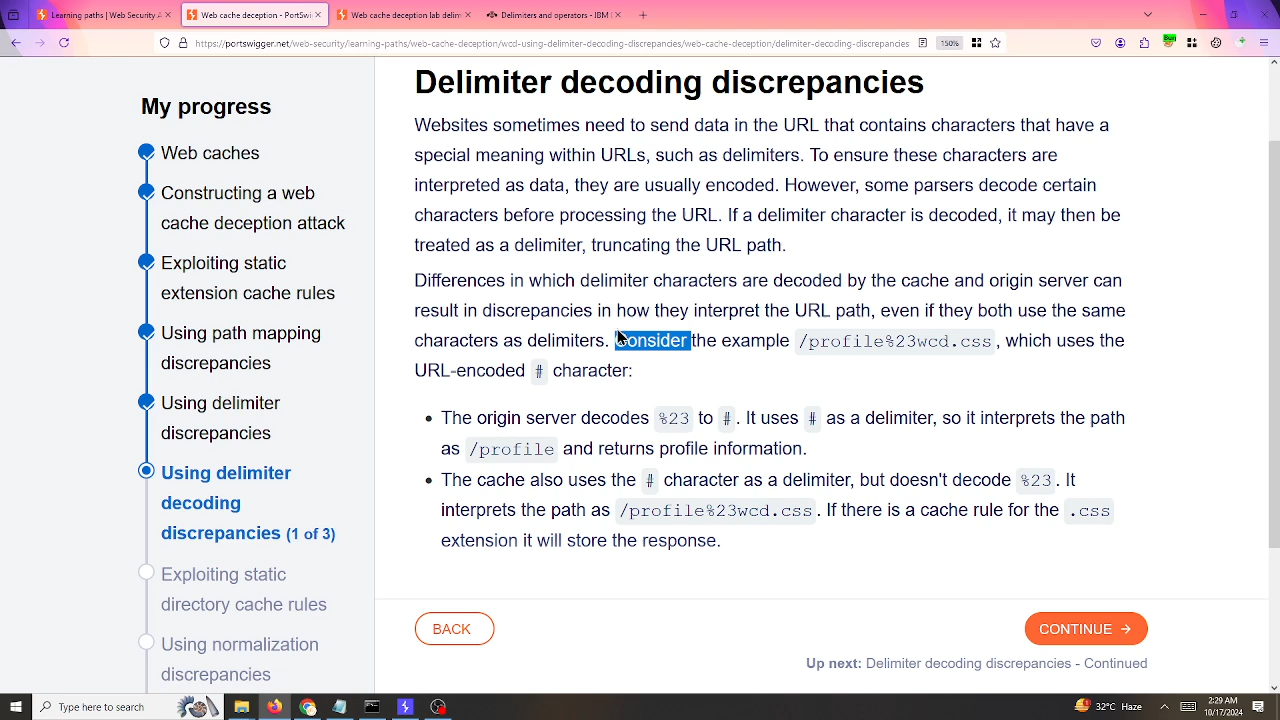 Learning paths | Web Security A
Web cache deception - PortSwi
Web cache deception lab delim
Delimiters and operators - IBM
https://portswigger.net/web-security/learning-paths/web-cache-deception/wcd-using-delimiter-decoding-discrepancies/web-cache-deception/delimiter-decoding-discrepancies
150%
My progress
Web caches
Constructing a web
cache deception attack
Exploiting static
extension cache rules
Using path mapping
discrepancies
Using delimiter
discrepancies
Using delimiter
decoding
discrepancies (1 of 3)
Exploiting static
directory cache rules
Using normalization
discrepancies
Delimiter decoding discrepancies
Websites sometimes need to send data in the URL that contains characters that have a
special meaning within URLs, such as delimiters. To ensure these characters are
interpreted as data, they are usually encoded. However, some parsers decode certain
characters before processing the URL. If a delimiter character is decoded, it may then be
treated as a delimiter, truncating the URL path.
Differences in which delimiter characters are decoded by the cache and origin server can
result in discrepancies in how they interpret the URL path, even if they both use the same
characters as delimiters. Consider the example /profile%23wcd.css, which uses the
URL-encoded # character:
• The origin server decodes %23 to #. It uses # as a delimiter, so it interprets the path
as /profile and returns profile information.
• The cache also uses the # character as a delimiter, but doesn't decode %23. It
interprets the path as /profile%23wcd.css. If there is a cache rule for the .css
extension it will store the response.
BACK
CONTINUE →
Up next: Delimiter decoding discrepancies - Continued
Type here to search
32°C Haze
2:29 AM
10/17/2024